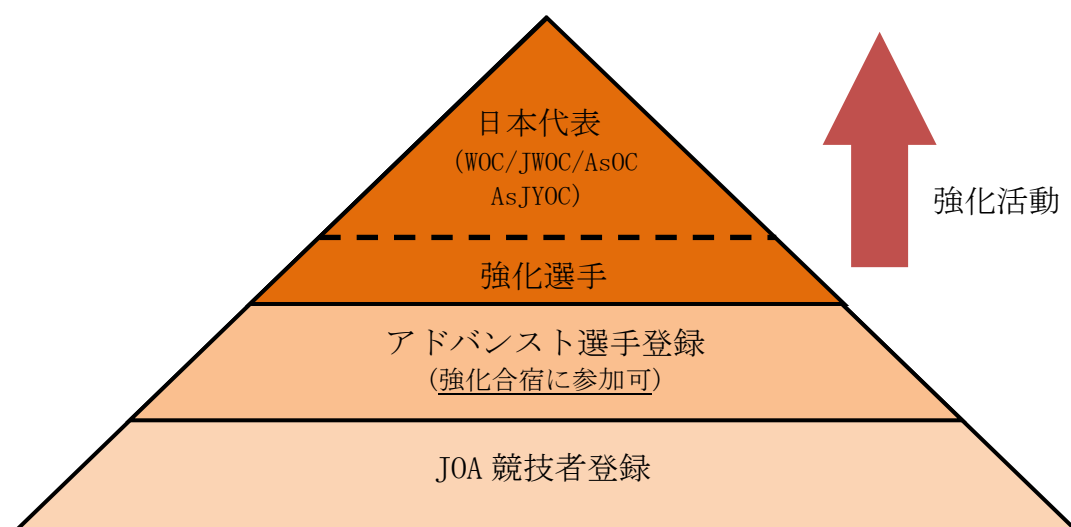 日本代表
(WOC/JWOC/AsOC
AsJYOC)
強化活動
強化選手
アドバンスト選手登録
(強化合宿に参加可)
JOA 競技者登録